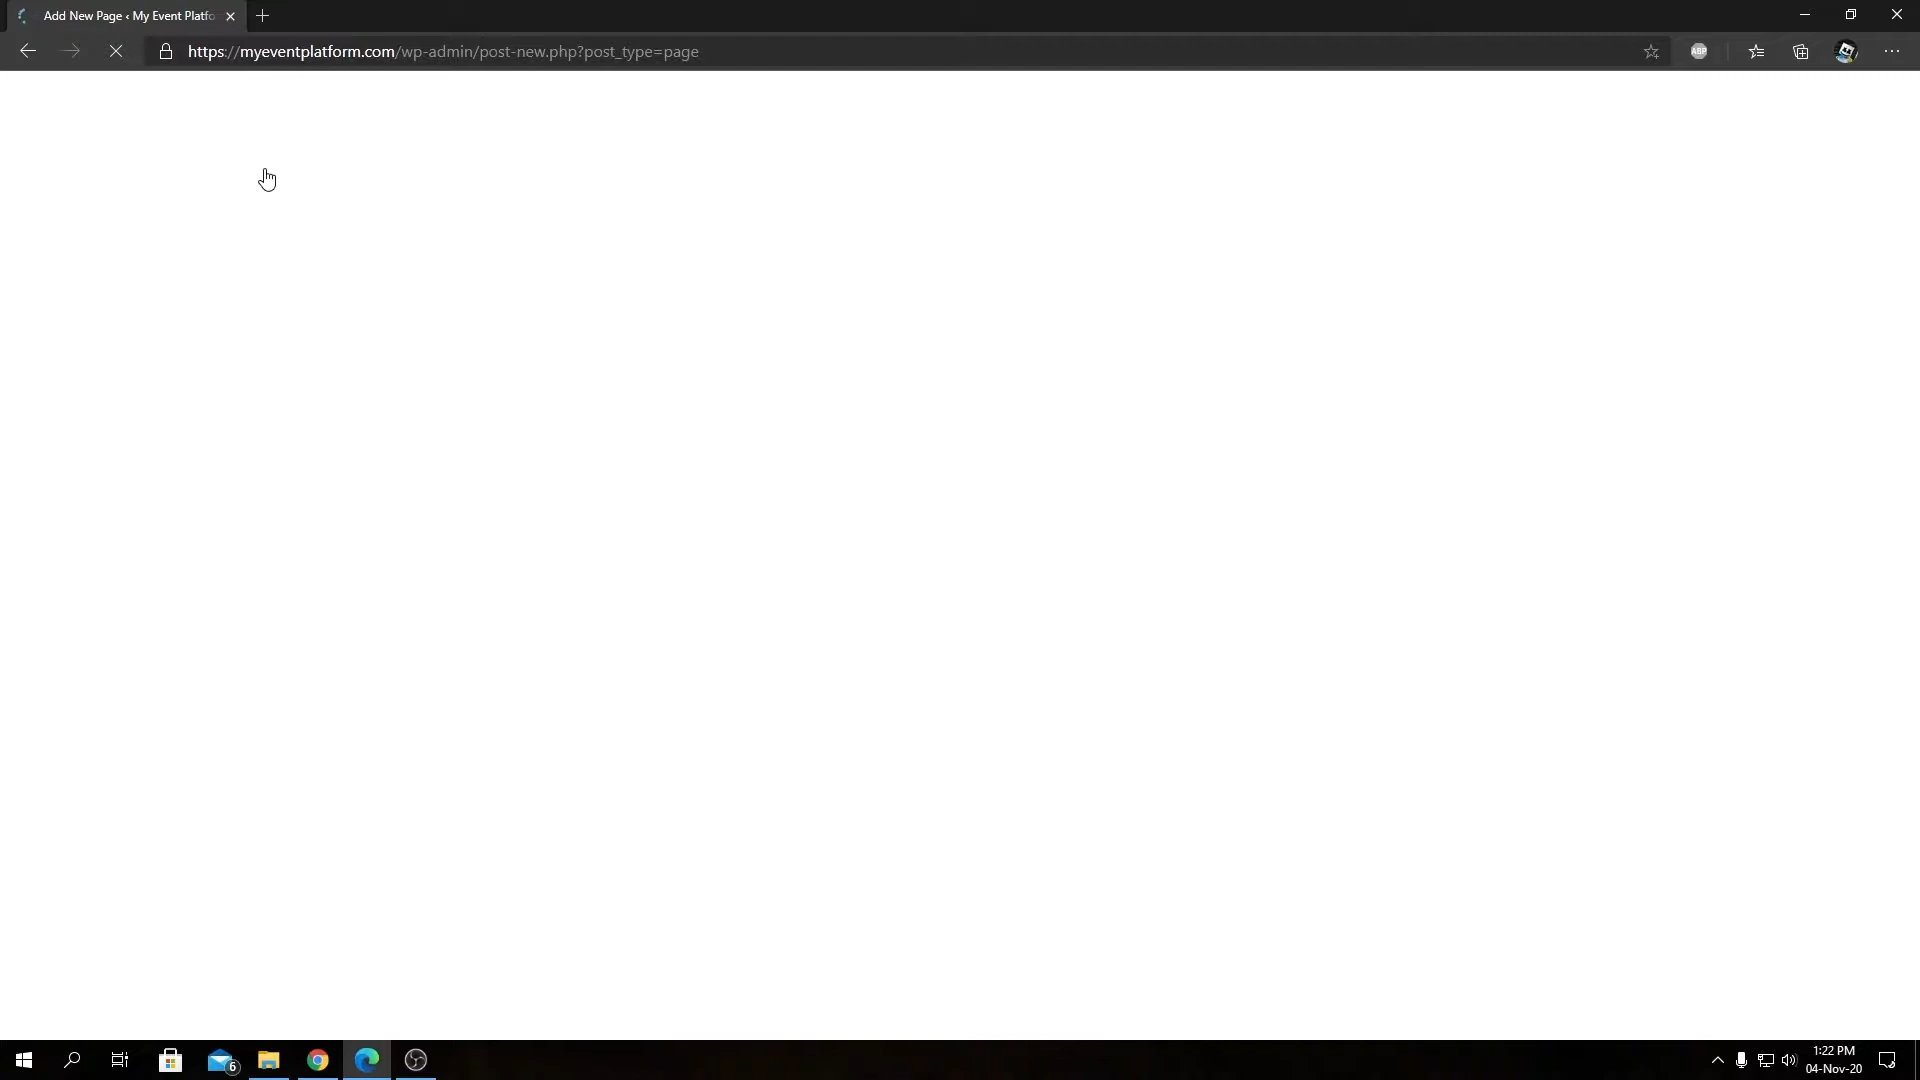 Add New Page ‹ My Event Platfo
https://myeventplatform.com/wp-admin/post-new.php?post_type=page
ABP
6
1:22 PM
04-Nov-20